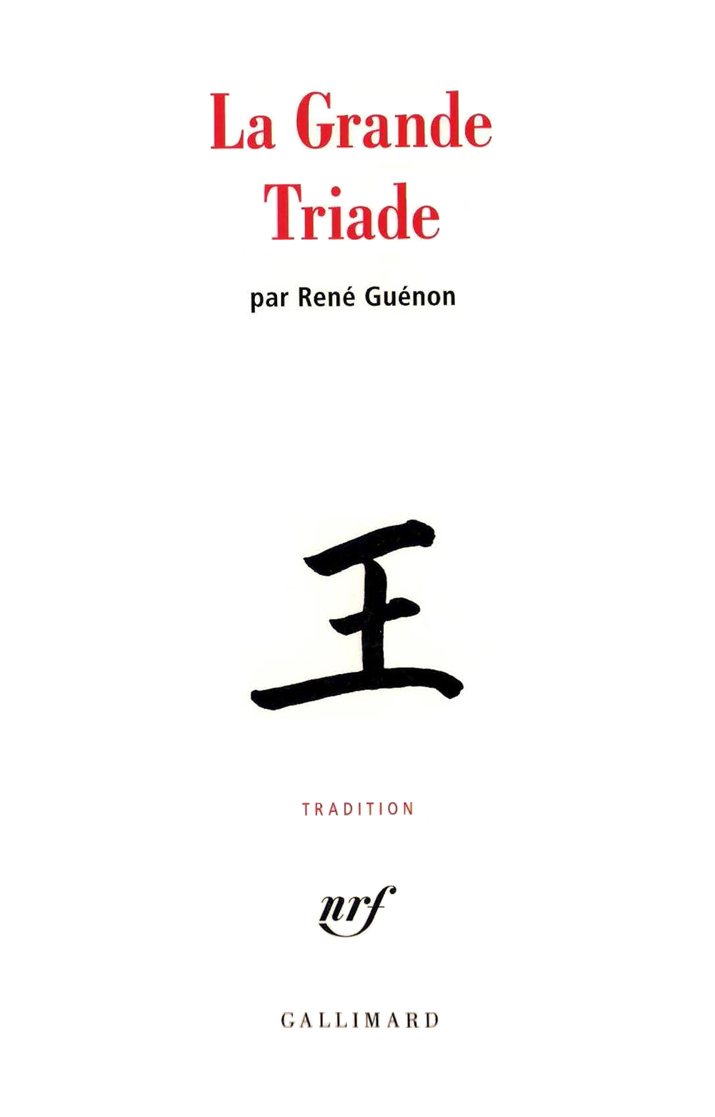 La Grande
Triade
par René Guénon
王
TRADITION
nrf
GALLIMARD